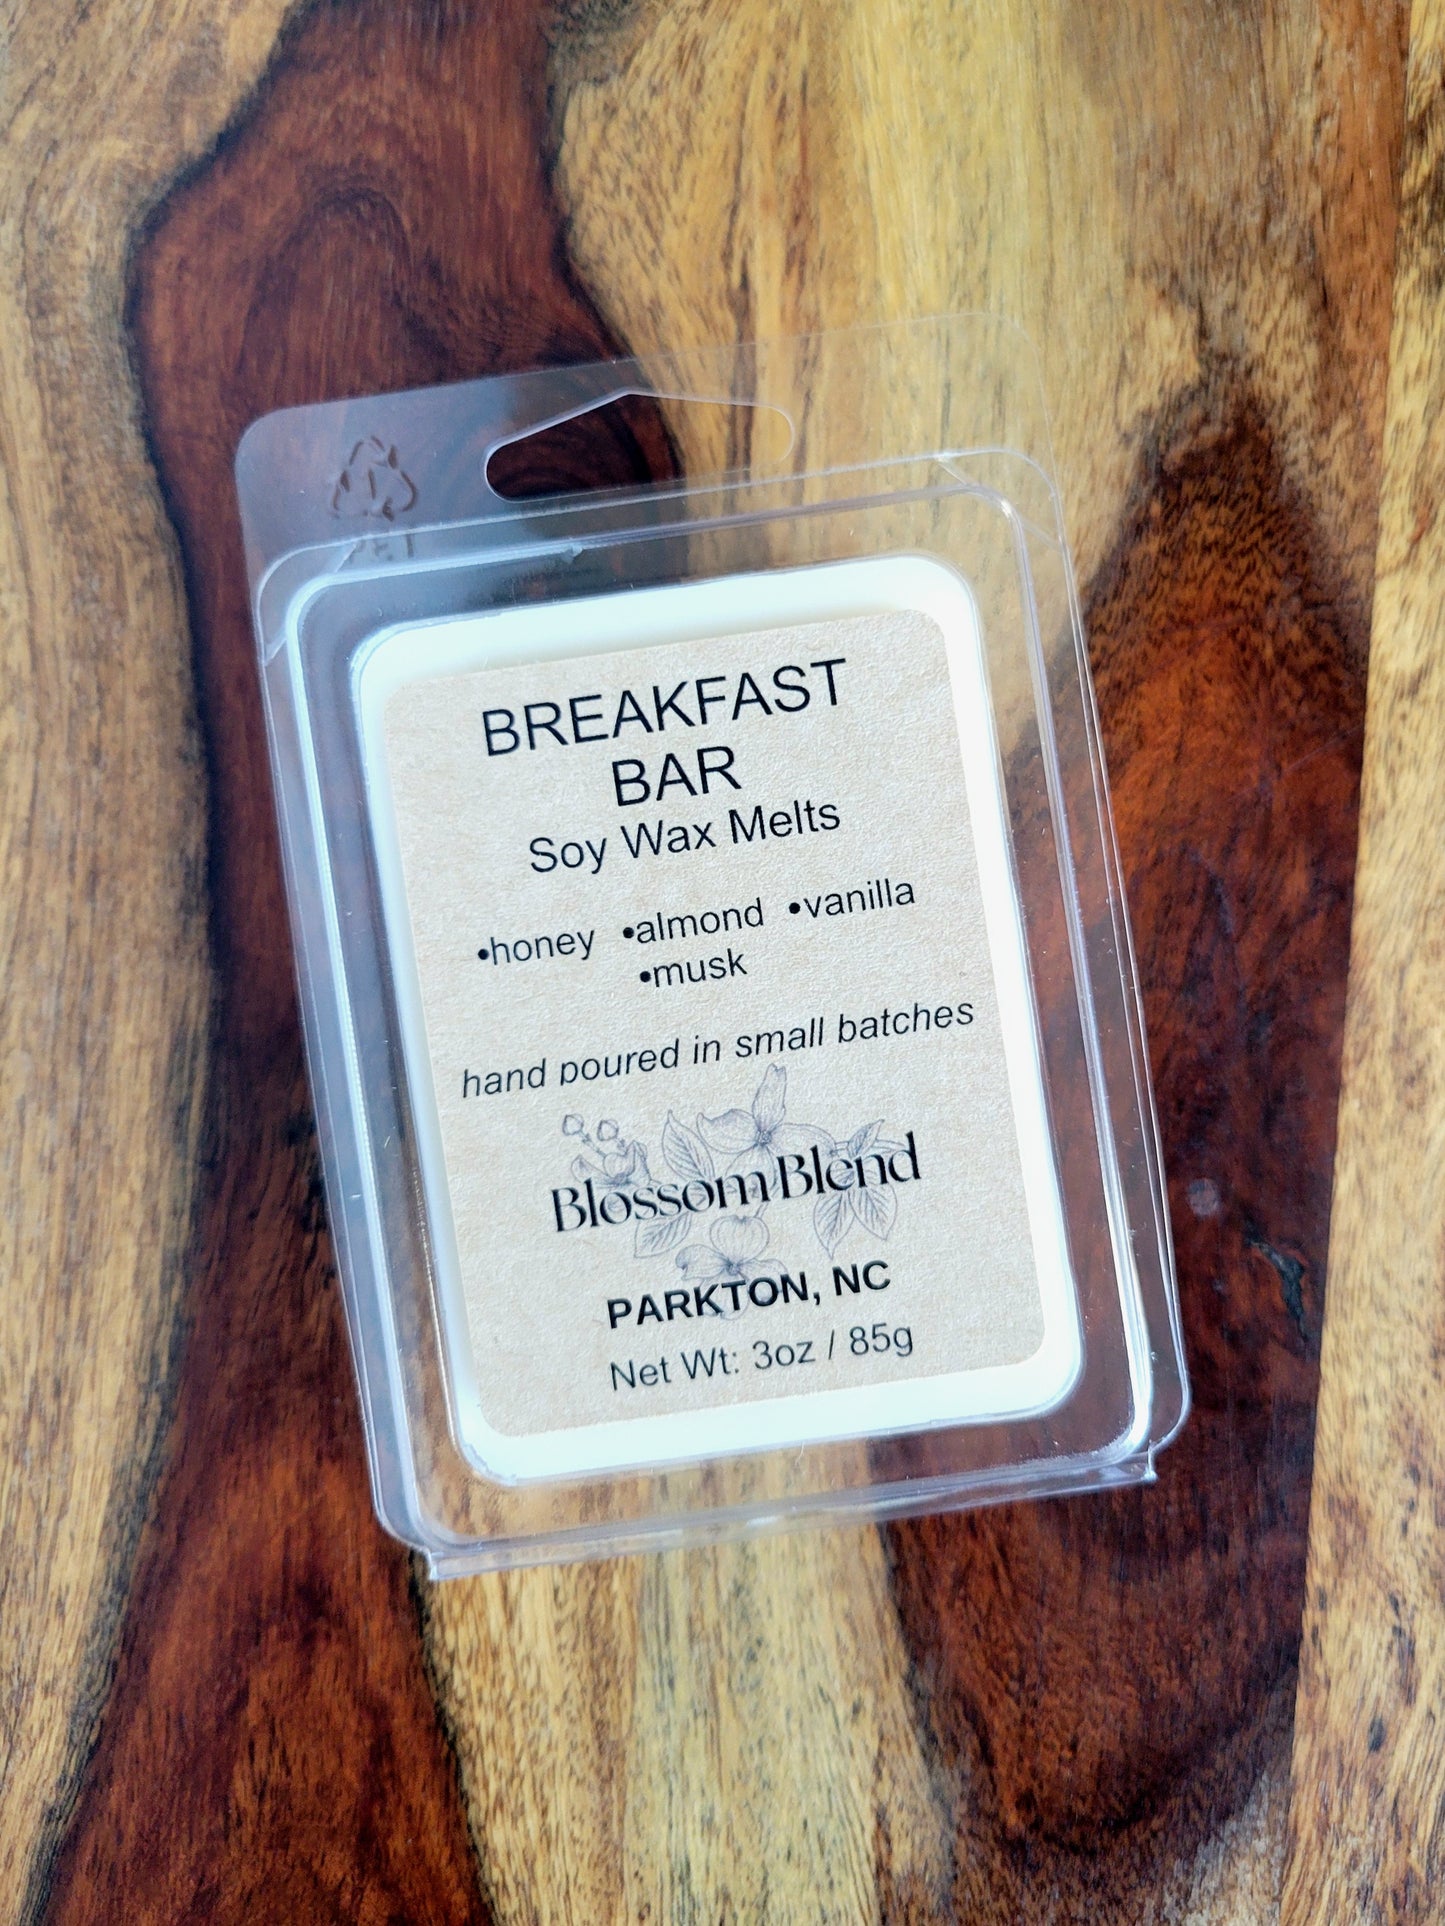 BREAKFAST
BAR
Soy Wax Melts
•honey •almond •vanilla
•musk
hand poured in small batches
Blossom Blend
PARKTON, NC
Net Wt: 3oz / 85g